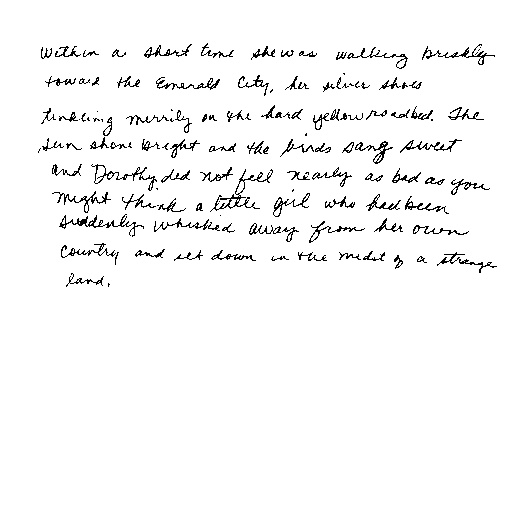 Within a short time she was walking briskly
toward the Emerald City, her silver shoes
tinkling merrily on the hard yellow roadbed. The
sun shone bright and the birds sang sweet
and Dorothy did not feel nearly as bad as you
might think a little girl who had been
suddenly whisked away from her own
country and set down in the midst of a strange
land.